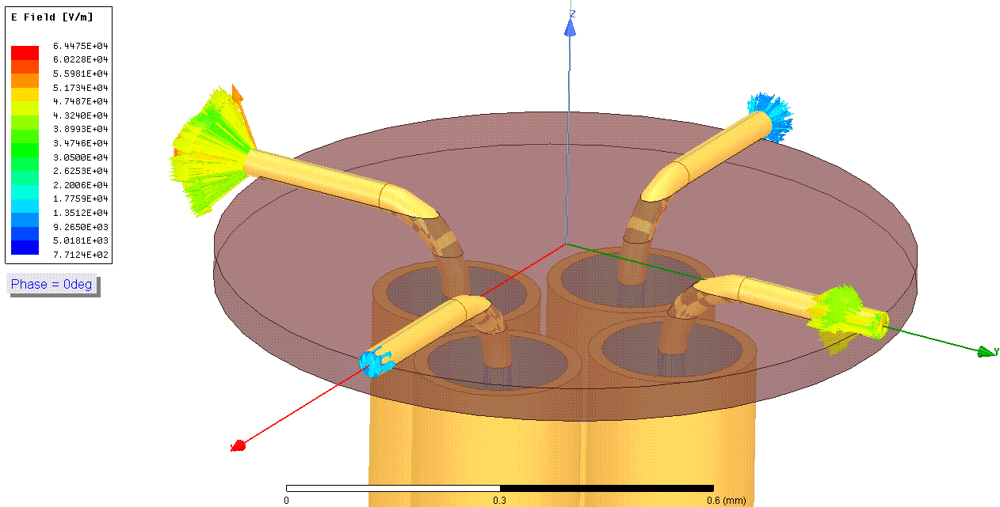 E Field [V/m]
6.4475E+04
6.0228E+04
5.5981E+04
5.1734E+04
4.7487E+04
4.3240E+04
3.8993E+04
3.4746E+04
3.0500E+04
2.6253E+04
2.2006E+04
1.7759E+04
1.3512E+04
9.2650E+03
5.0181E+03
7.7124E+02
Phase = 0deg
Z
Y
0
0.3
0.6 (mm)